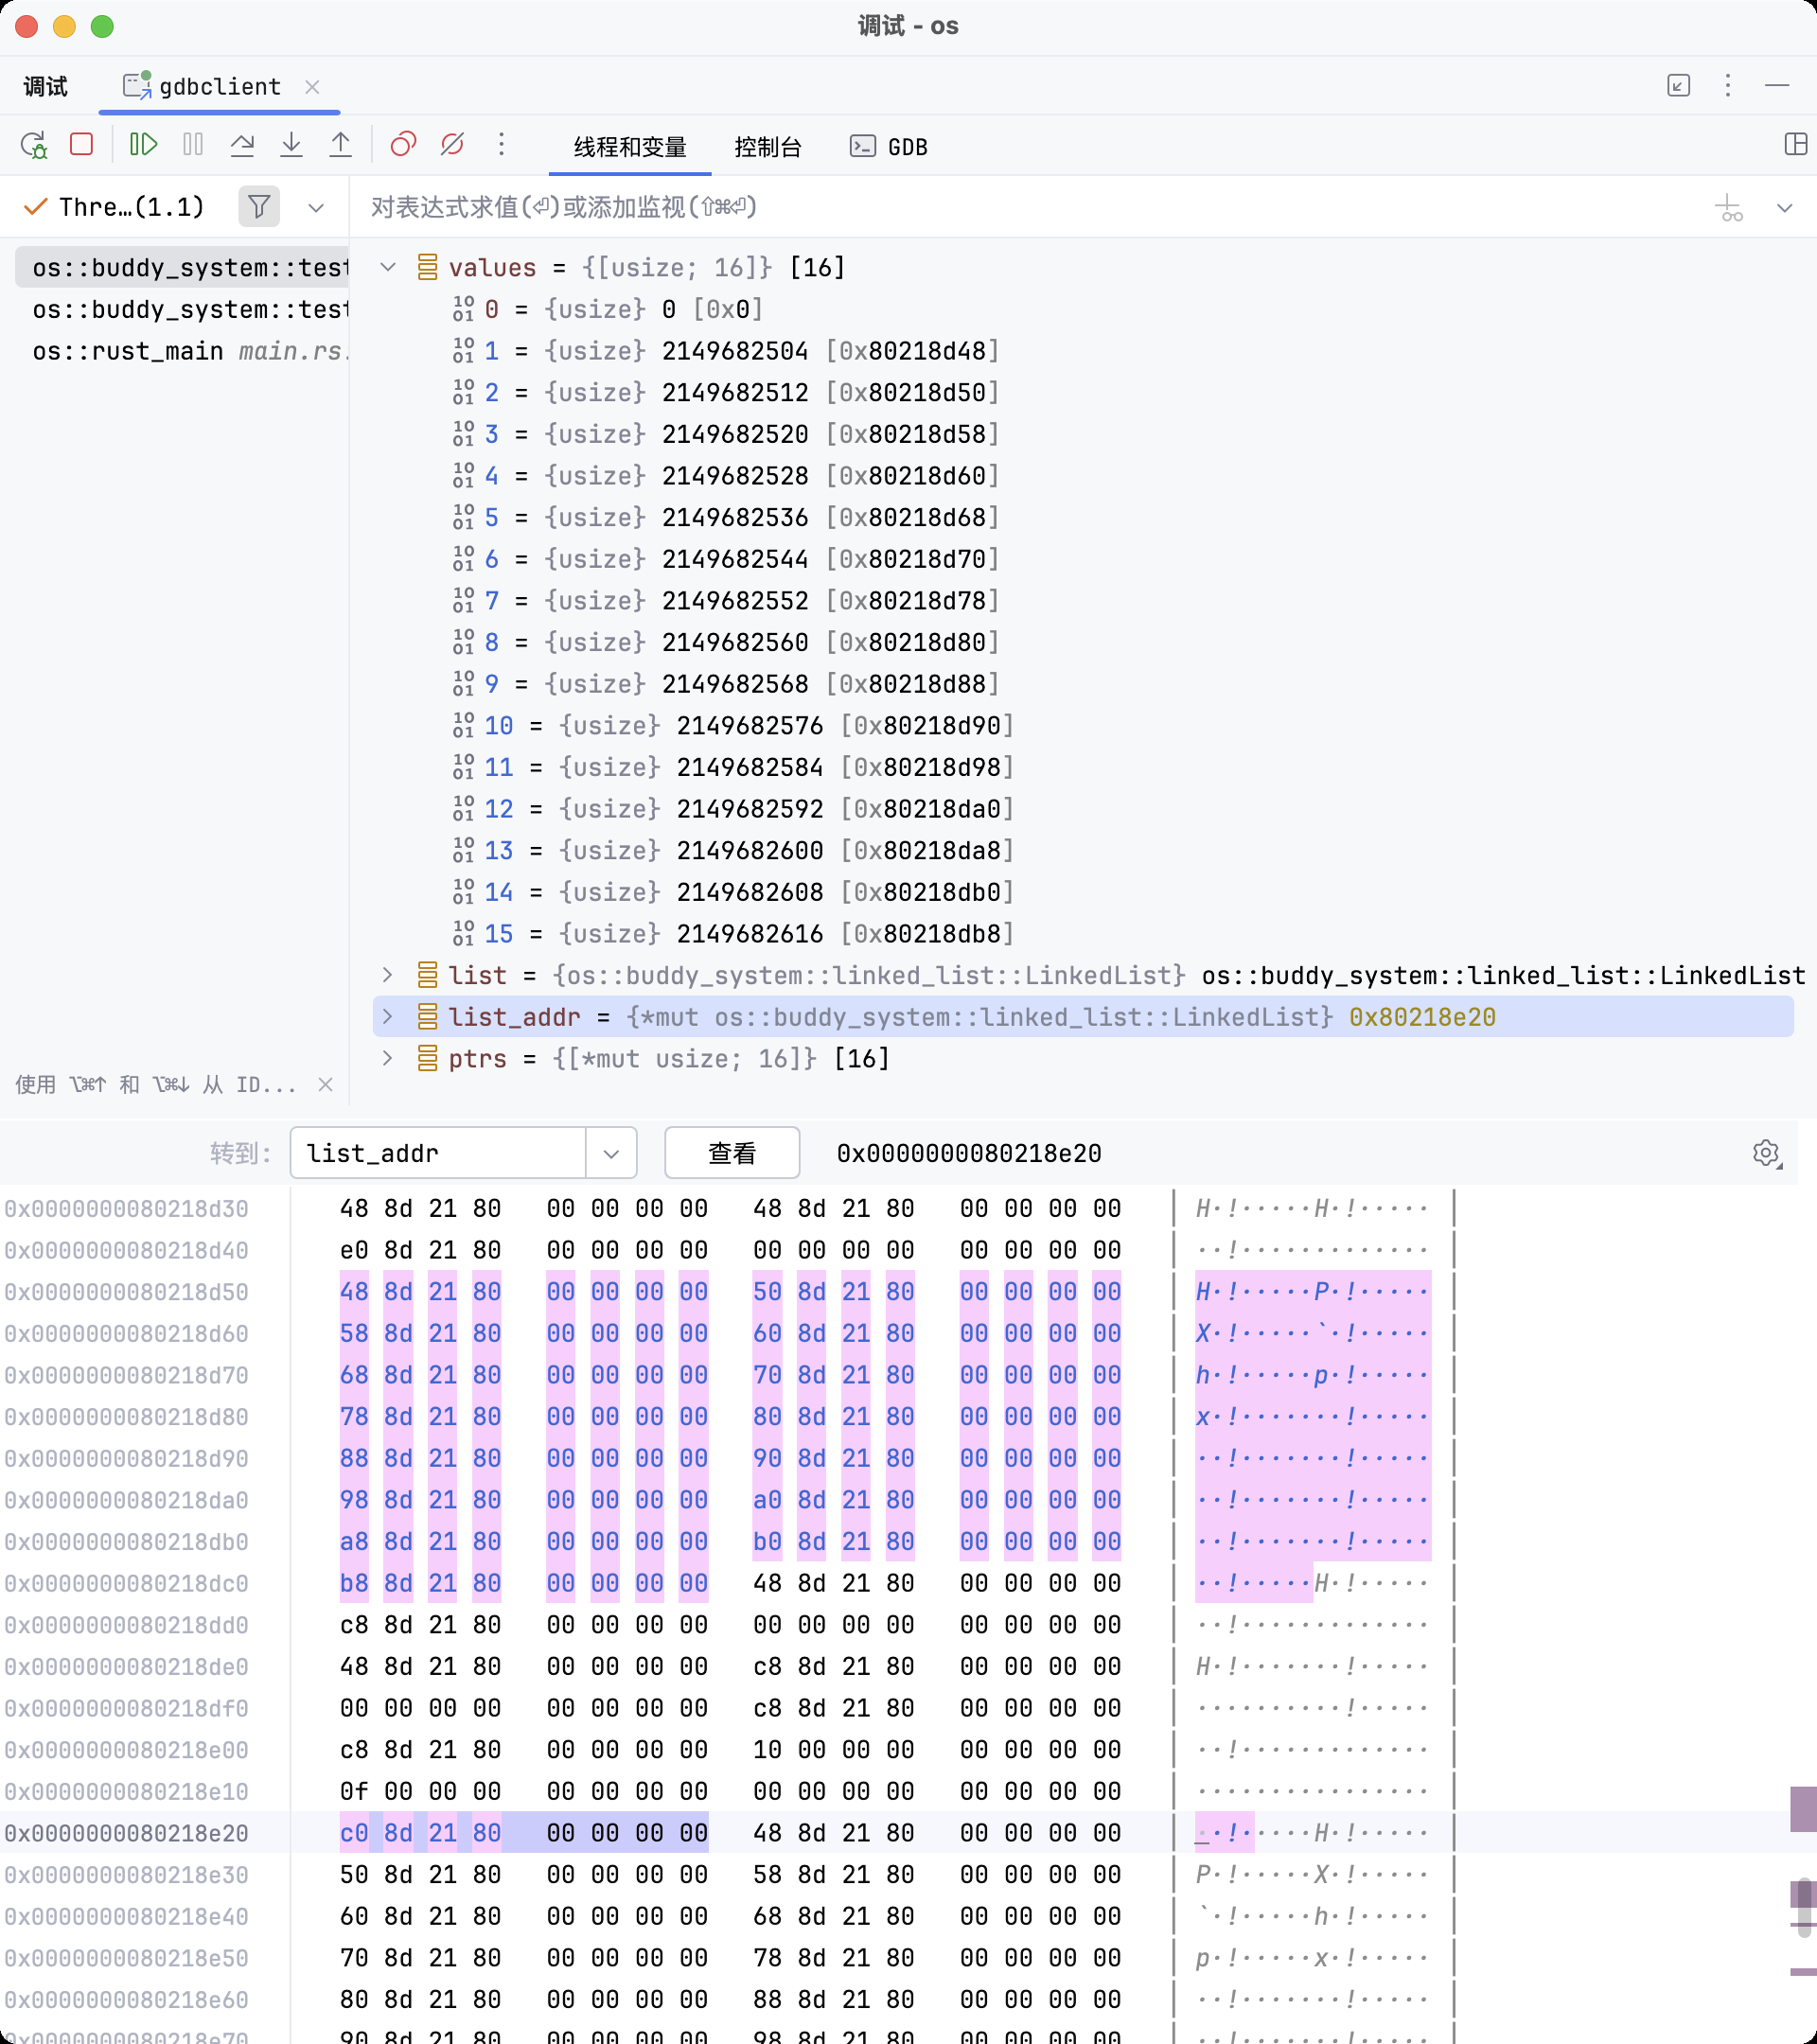 调试 - os
调试 gdbclient
线程和变量 控制台 GDB
Thre…(1.1) 对表达式求值(⏎)或添加监视(⇧⌘⏎)
os::buddy_system::test
os::buddy_system::test
os::rust_main main.rs.
values = {[usize; 16]} [16]
0 = {usize} 0 [0x0]
1 = {usize} 2149682504 [0x80218d48]
2 = {usize} 2149682512 [0x80218d50]
3 = {usize} 2149682520 [0x80218d58]
4 = {usize} 2149682528 [0x80218d60]
5 = {usize} 2149682536 [0x80218d68]
6 = {usize} 2149682544 [0x80218d70]
7 = {usize} 2149682552 [0x80218d78]
8 = {usize} 2149682560 [0x80218d80]
9 = {usize} 2149682568 [0x80218d88]
10 = {usize} 2149682576 [0x80218d90]
11 = {usize} 2149682584 [0x80218d98]
12 = {usize} 2149682592 [0x80218da0]
13 = {usize} 2149682600 [0x80218da8]
14 = {usize} 2149682608 [0x80218db0]
15 = {usize} 2149682616 [0x80218db8]
list = {os::buddy_system::linked_list::LinkedList} os::buddy_system::linked_list::LinkedList
list_addr = {*mut os::buddy_system::linked_list::LinkedList} 0x80218e20
ptrs = {[*mut usize; 16]} [16]
使用 ⌥⌘↑ 和 ⌥⌘↓ 从 ID...
转到: list_addr 查看 0x0000000080218e20
0x0000000080218d30 48 8d 21 80 00 00 00 00 48 8d 21 80 00 00 00 00 H·!·····H·!·····
0x0000000080218d40 e0 8d 21 80 00 00 00 00 00 00 00 00 00 00 00 00 ··!·············
0x0000000080218d50 48 8d 21 80 00 00 00 00 50 8d 21 80 00 00 00 00 H·!·····P·!·····
0x0000000080218d60 58 8d 21 80 00 00 00 00 60 8d 21 80 00 00 00 00 X·!·····`·!·····
0x0000000080218d70 68 8d 21 80 00 00 00 00 70 8d 21 80 00 00 00 00 h·!·····p·!·····
0x0000000080218d80 78 8d 21 80 00 00 00 00 80 8d 21 80 00 00 00 00 x·!·······!·····
0x0000000080218d90 88 8d 21 80 00 00 00 00 90 8d 21 80 00 00 00 00 ··!·······!·····
0x0000000080218da0 98 8d 21 80 00 00 00 00 a0 8d 21 80 00 00 00 00 ··!·······!·····
0x0000000080218db0 a8 8d 21 80 00 00 00 00 b0 8d 21 80 00 00 00 00 ··!·······!·····
0x0000000080218dc0 b8 8d 21 80 00 00 00 00 48 8d 21 80 00 00 00 00 ··!·····H·!·····
0x0000000080218dd0 c8 8d 21 80 00 00 00 00 00 00 00 00 00 00 00 00 ··!·············
0x0000000080218de0 48 8d 21 80 00 00 00 00 c8 8d 21 80 00 00 00 00 H·!·······!·····
0x0000000080218df0 00 00 00 00 00 00 00 00 c8 8d 21 80 00 00 00 00 ··········!·····
0x0000000080218e00 c8 8d 21 80 00 00 00 00 10 00 00 00 00 00 00 00 ··!·············
0x0000000080218e10 0f 00 00 00 00 00 00 00 00 00 00 00 00 00 00 00 ················
0x0000000080218e20 c0 8d 21 80 00 00 00 00 48 8d 21 80 00 00 00 00 ··!·····H·!·····
0x0000000080218e30 50 8d 21 80 00 00 00 00 58 8d 21 80 00 00 00 00 P·!·····X·!·····
0x0000000080218e40 60 8d 21 80 00 00 00 00 68 8d 21 80 00 00 00 00 `·!·····h·!·····
0x0000000080218e50 70 8d 21 80 00 00 00 00 78 8d 21 80 00 00 00 00 p·!·····x·!·····
0x0000000080218e60 80 8d 21 80 00 00 00 00 88 8d 21 80 00 00 00 00 ··!·······!·····
0x0000000080218e70 90 8d 21 80 00 00 00 00 98 8d 21 80 00 00 00 00 ··!·······!·····